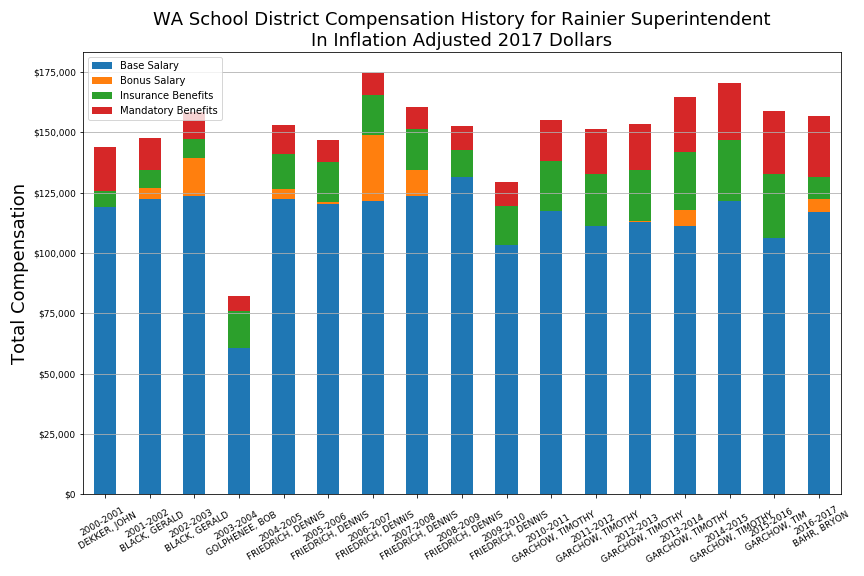 WA School District Compensation History for Rainier Superintendent
In Inflation Adjusted 2017 Dollars
Base Salary
Bonus Salary
Insurance Benefits
Mandatory Benefits
Total Compensation
$175,000
$150,000
$125,000
$100,000
$75,000
$50,000
$25,000
$0
2000-2001
DEKKER, JOHN
2001-2002
BLACK, GERALD
2002-2003
BLACK, GERALD
2003-2004
GOLPHENEE, BOB
2004-2005
FRIEDRICH, DENNIS
2005-2006
FRIEDRICH, DENNIS
2006-2007
FRIEDRICH, DENNIS
2007-2008
FRIEDRICH, DENNIS
2008-2009
FRIEDRICH, DENNIS
2009-2010
FRIEDRICH, DENNIS
2010-2011
GARCHOW, TIMOTHY
2011-2012
GARCHOW, TIMOTHY
2012-2013
GARCHOW, TIMOTHY
2013-2014
GARCHOW, TIMOTHY
2014-2015
GARCHOW, TIMOTHY
2015-2016
GARCHOW, TIM
2016-2017
BAHR, BRYON